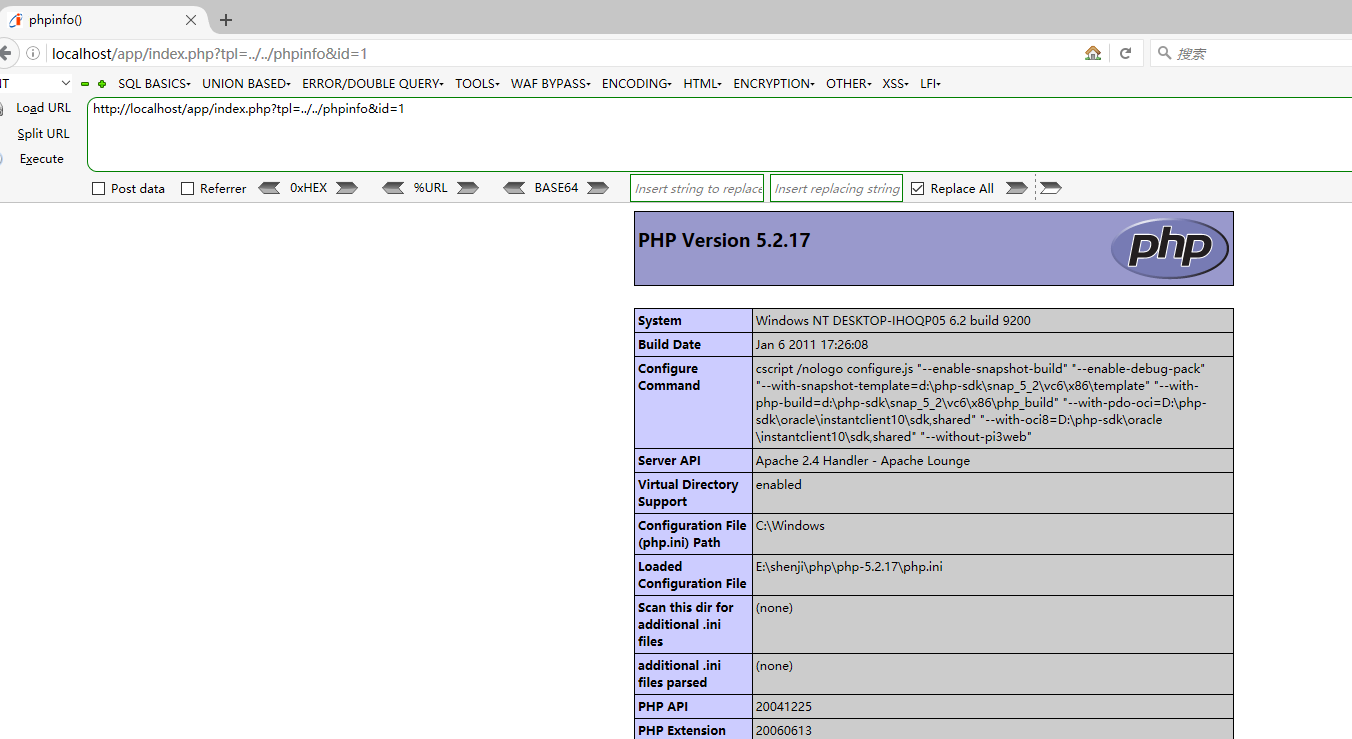 phpinfo()
localhost/app/index.php?tpl=../../phpinfo&id=1
搜索
SQL BASICS UNION BASED ERROR/DOUBLE QUERY TOOLS WAF BYPASS ENCODING HTML ENCRYPTION OTHER XSS LFI
Load URL
http://localhost/app/index.php?tpl=../../phpinfo&id=1
Split URL
Execute
Post data Referrer 0xHEX %URL BASE64 Insert string to replace Insert replacing string Replace All
PHP Version 5.2.17
php
System Windows NT DESKTOP-IHOQP05 6.2 build 9200
Build Date Jan 6 2011 17:26:08
Configure Command
cscript /nologo configure.js "--enable-snapshot-build" "--enable-debug-pack"
"--with-snapshot-template=d:\php-sdk\snap_5_2\vc6\x86\template" "--with-
php-build=d:\php-sdk\snap_5_2\vc6\x86\php_build" "--with-pdo-oci=D:\php-
sdk\oracle\instantclient10\sdk,shared" "--with-oci8=D:\php-sdk\oracle
\instantclient10\sdk,shared" "--without-pi3web"
Server API Apache 2.4 Handler - Apache Lounge
Virtual Directory
Support
enabled
Configuration File
(php.ini) Path
C:\Windows
Loaded
Configuration File
E:\shenji\php\php-5.2.17\php.ini
Scan this dir for
additional .ini
files
(none)
additional .ini
files parsed
(none)
PHP API 20041225
PHP Extension 20060613